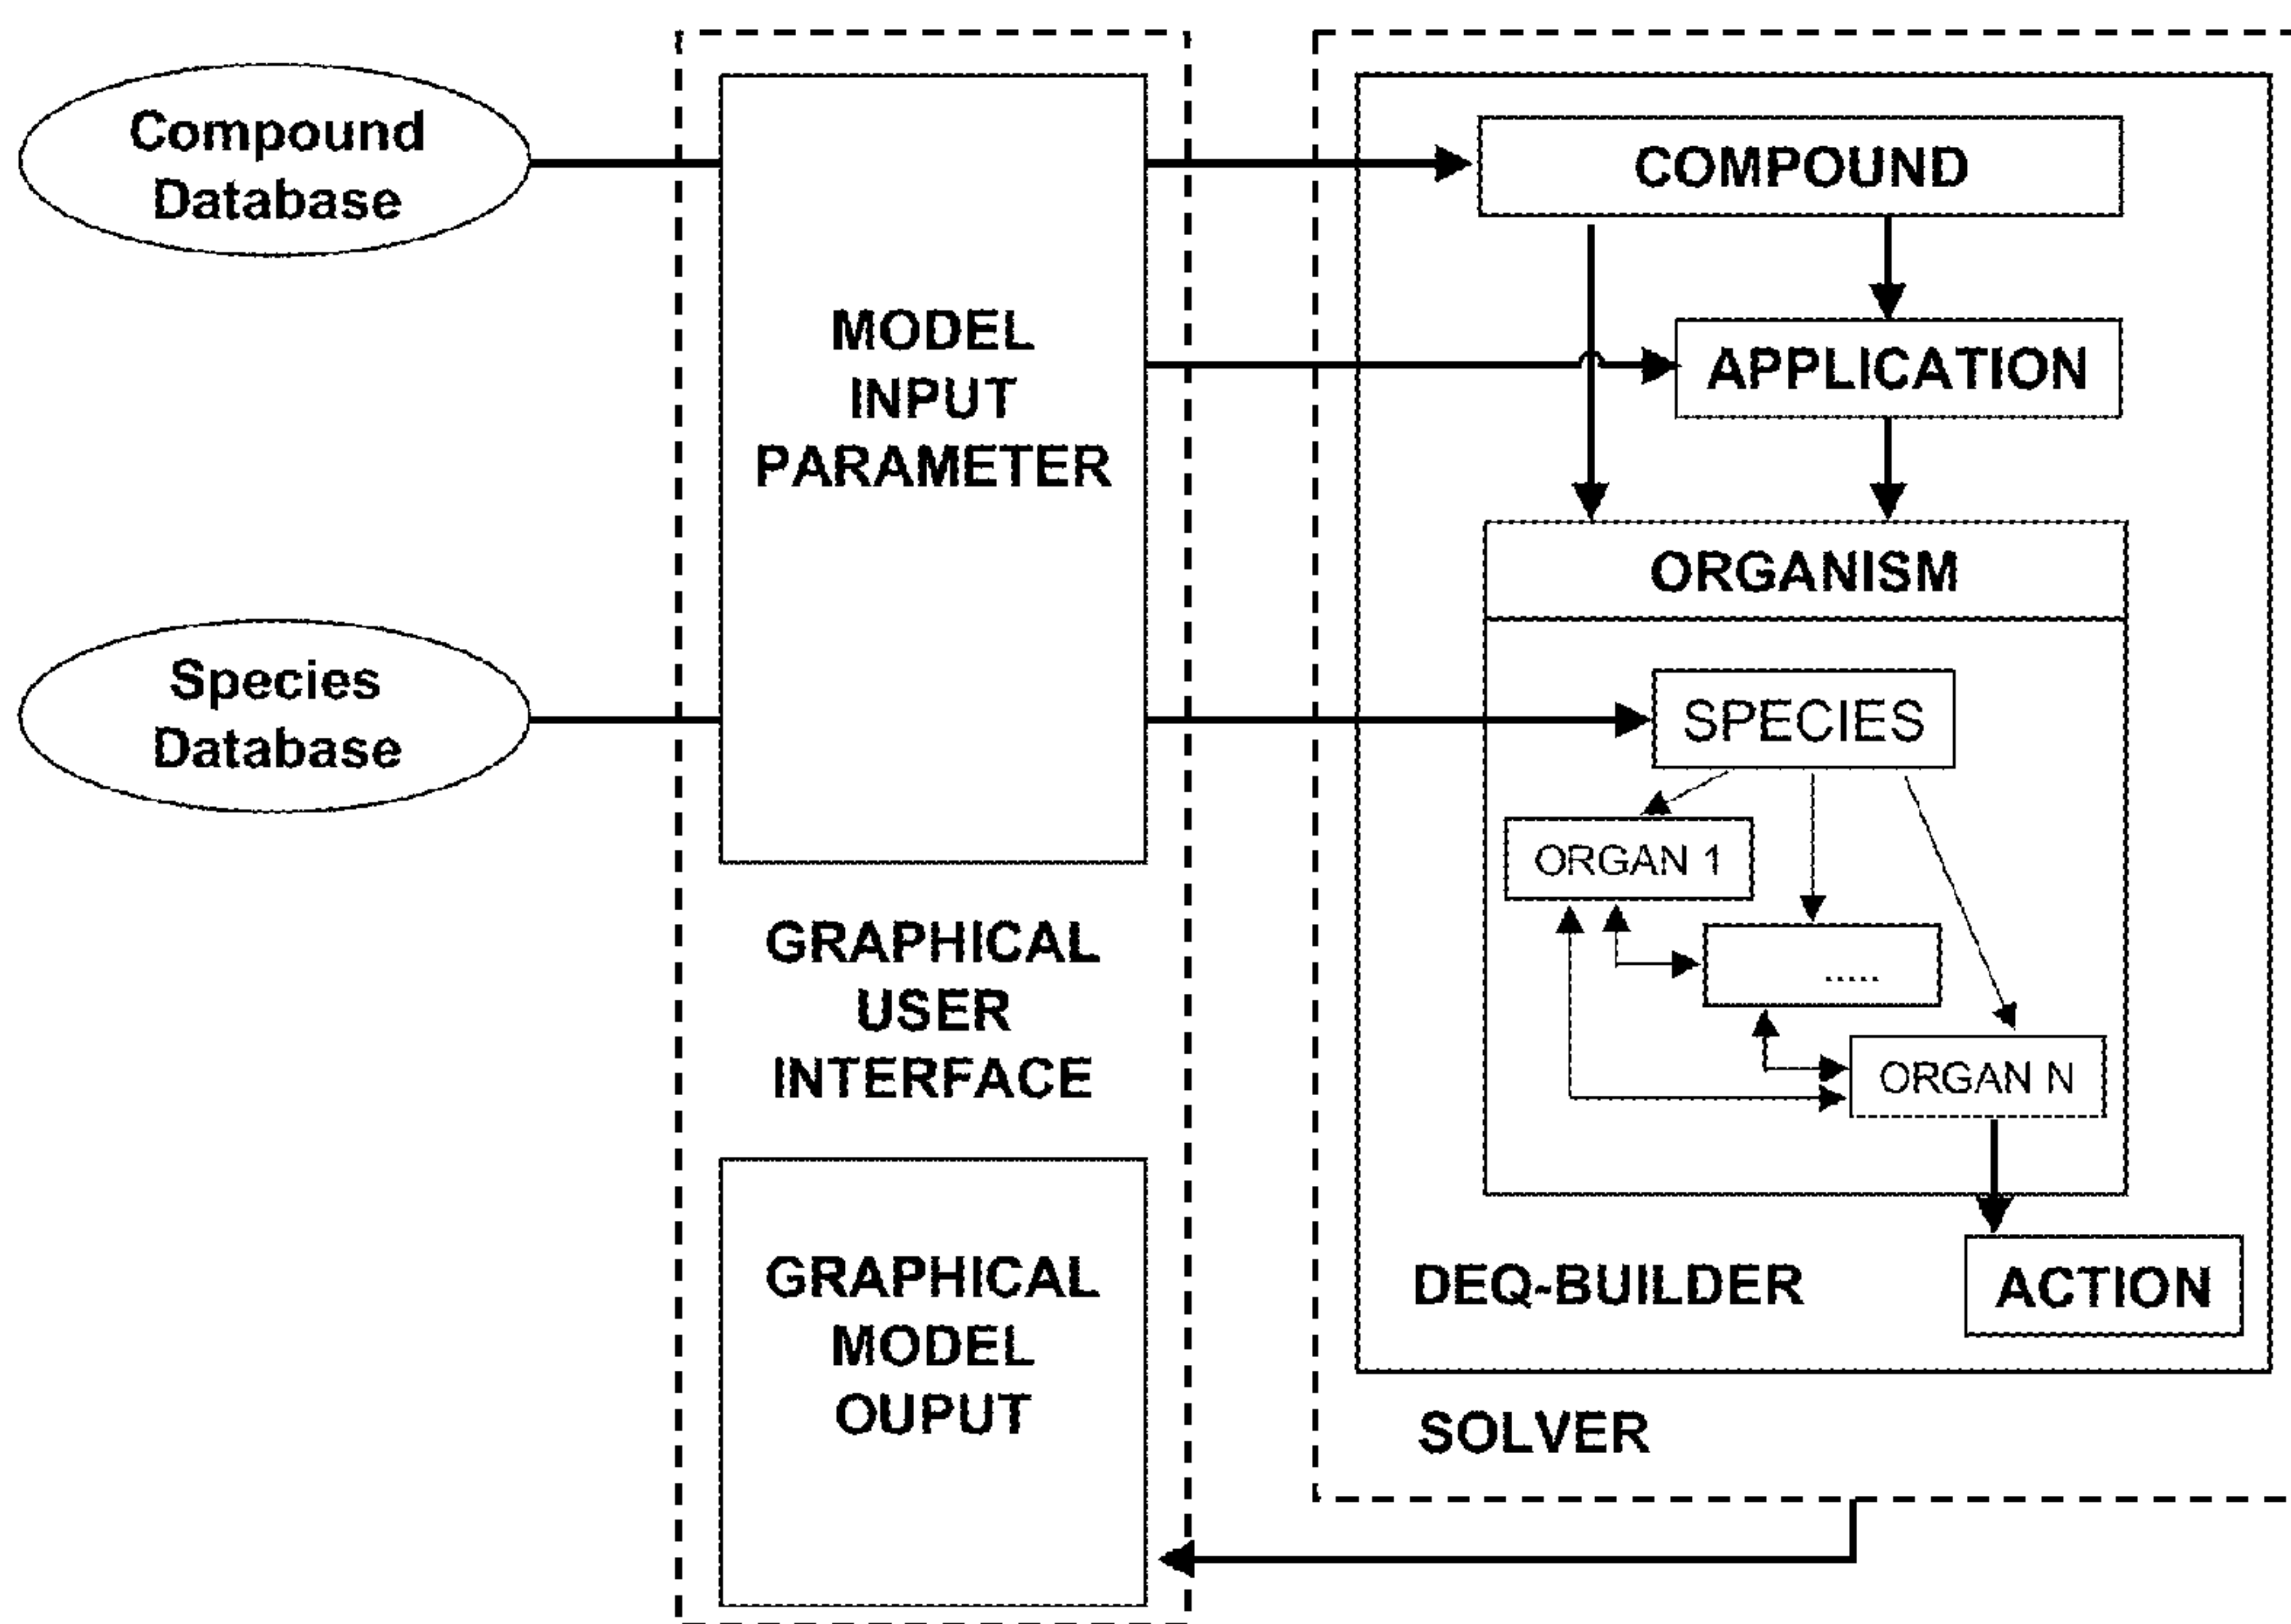 Compound
Database
Species
Database
MODEL
INPUT
PARAMETER
GRAPHICAL
USER
INTERFACE
GRAPHICAL
MODEL
OUPUT
COMPOUND
APPLICATION
ORGANISM
SPECIES
ORGAN 1
.....
ORGAN N
DEQ-BUILDER
ACTION
SOLVER